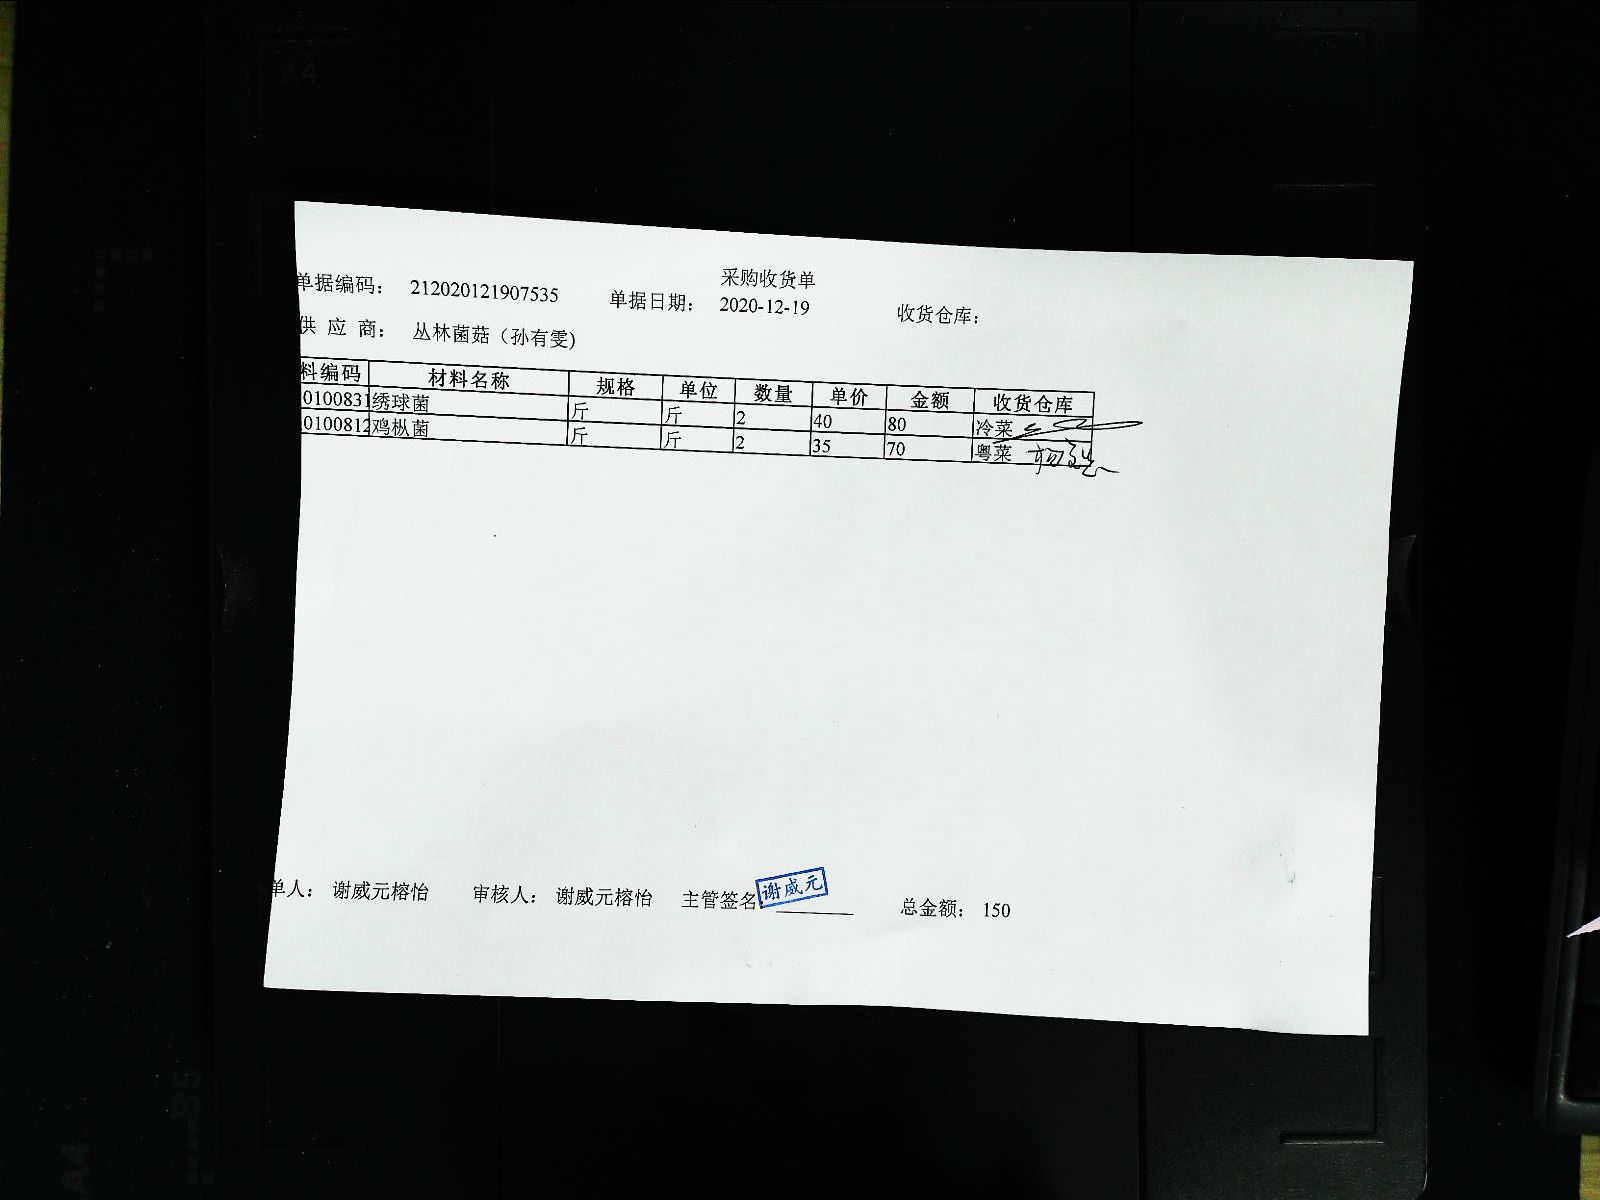 A4
采购收货单
单据编码： 212020121907535 单据日期： 2020-12-19 收货仓库：
供 应 商： 丛林菌菇（孙有雯）
料编码 材料名称 规格 单位 数量 单价 金额 收货仓库
0100831 绣球菌 斤 斤 2 40 80 冷菜
0100812 鸡枞菌 斤 斤 2 35 70 粤菜
单人： 谢威元榕怡 审核人： 谢威元榕怡 主管签名： 谢威元 总金额： 150
B5
A4